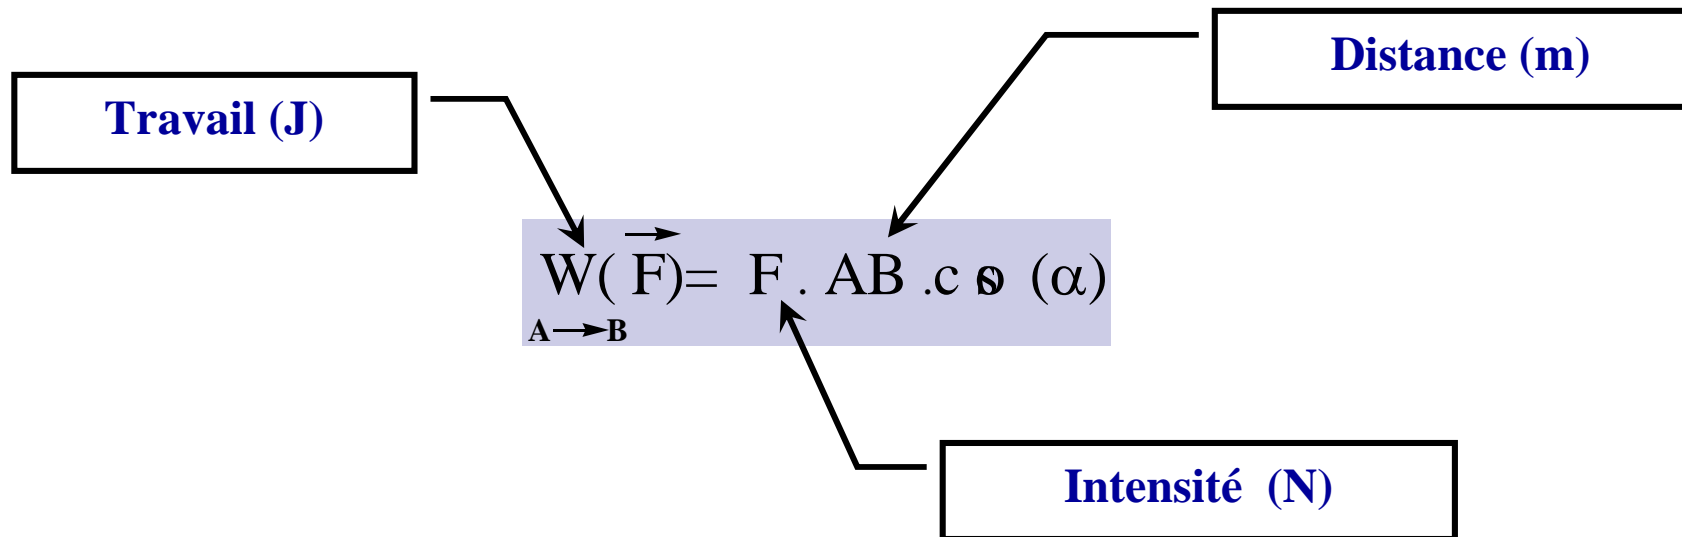 Distance (m)
Travail (J)
W( F)= F . AB .cos (α)
A→B
Intensité (N)